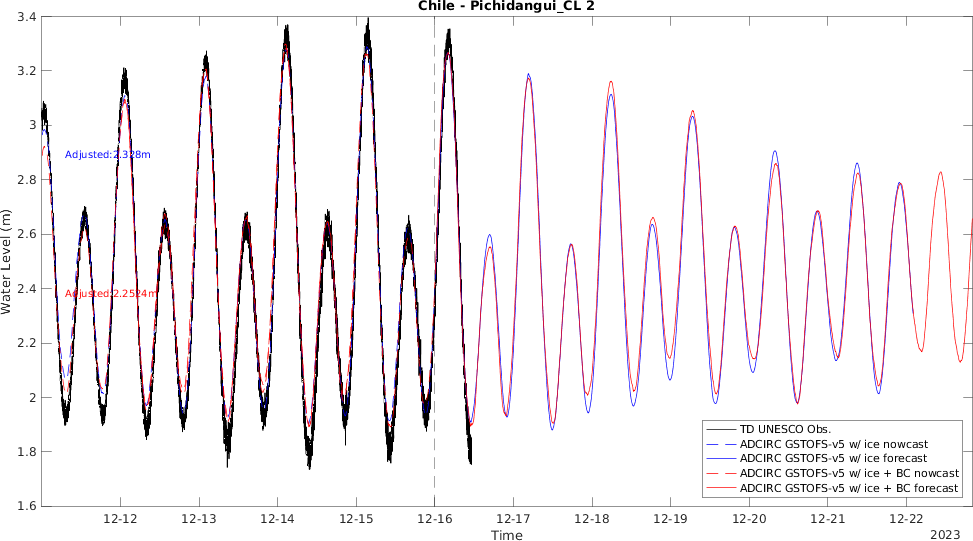 Chile - Pichidangui_CL 2
3.4
3.2
3
2.8
2.6
2.4
2.2
2
1.8
1.6
Water Level (m)
Adjusted:2.328m
Adjusted:2.2524m
TD UNESCO Obs.
ADCIRC GSTOFS-v5 w/ ice nowcast
ADCIRC GSTOFS-v5 w/ ice forecast
ADCIRC GSTOFS-v5 w/ ice + BC nowcast
ADCIRC GSTOFS-v5 w/ ice + BC forecast
12-12 12-13 12-14 12-15 12-16 12-17 12-18 12-19 12-20 12-21 12-22
Time
2023